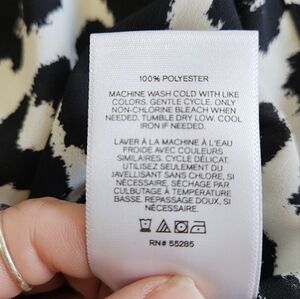 100% POLYESTER
MACHINE WASH COLD WITH LIKE
COLORS. GENTLE CYCLE. ONLY
NON-CHLORINE BLEACH WHEN
NEEDED. TUMBLE DRY LOW. COOL
IRON IF NEEDED.
LAVER À LA MACHINE À L'EAU
FROIDE AVEC COULEURS
SIMILAIRES. CYCLE DÉLICAT.
UTILISEZ SEULEMENT DU
JAVELLISANT SANS CHLORE, SI
NÉCESSAIRE, SÉCHAGE PAR
CULBUTAGE À TEMPÉRATURE
BASSE. REPASSAGE DOUX, SI
NÉCESSAIRE.
RN# 55285